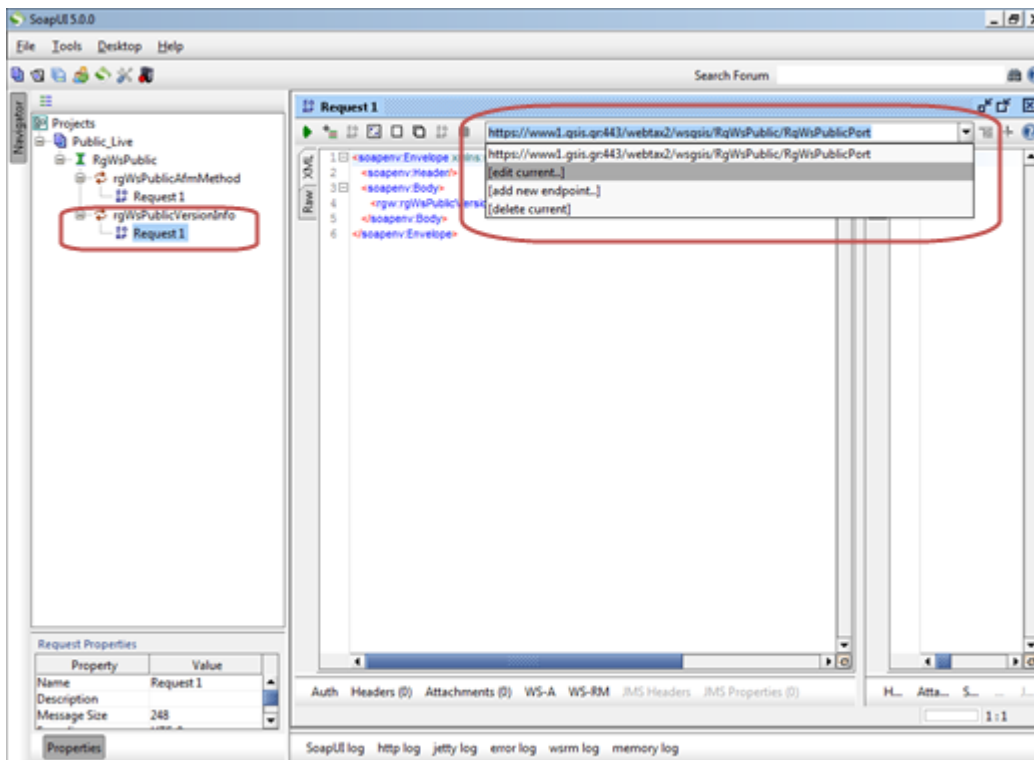 SoapUI 5.0.0
File Tools Desktop Help
Search Forum
Navigator
Projects
Public_Live
RgWsPublic
rgWsPublicAfmMethod
Request 1
rgWsPublicVersionInfo
Request 1
Request 1
https://www1.gsis.gr:443/webtax2/wsgsis/RgWsPublic/RgWsPublicPort
https://www1.gsis.gr:443/webtax2/wsgsis/RgWsPublic/RgWsPublicPort
[edit current..]
[add new endpoint..]
[delete current]
XML
Raw
1 <soapenv:Envelope
2 <soapenv:Header/>
3 <soapenv:Body>
4 <rgw:rgWsPublicVersic
5 </soapenv:Body>
6 </soapenv:Envelope>
Request Properties
Property Value
Name Request 1
Description
Message Size 248
Properties
Auth Headers (0) Attachments (0) WS-A WS-RM JMS Headers JMS Properties (0)
H... Atta... S... ...
1:1
SoapUI log http log jetty log error log wsrm log memory log